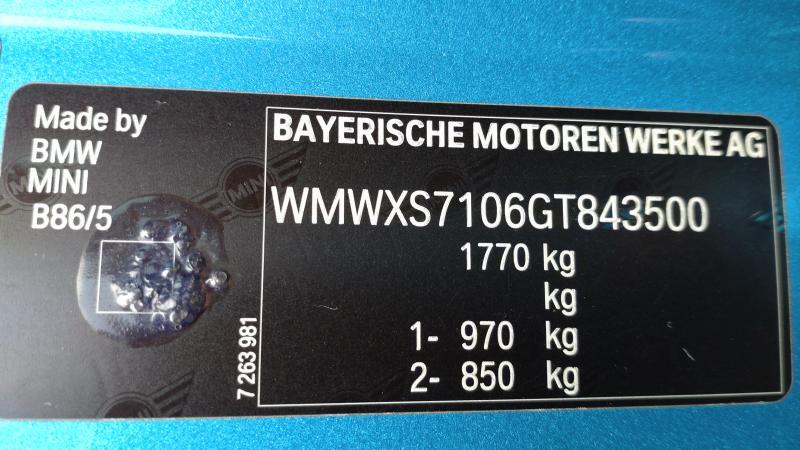 Made by
BMW
MINI
B86/5
BAYERISCHE MOTOREN WERKE AG
WMWXS7106GT843500
1770 kg
kg
1- 970 kg
2- 850 kg
7 263 981
MINI